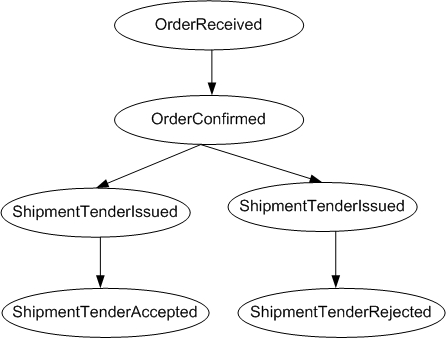 OrderReceived
OrderConfirmed
ShipmentTenderIssued
ShipmentTenderIssued
ShipmentTenderAccepted
ShipmentTenderRejected